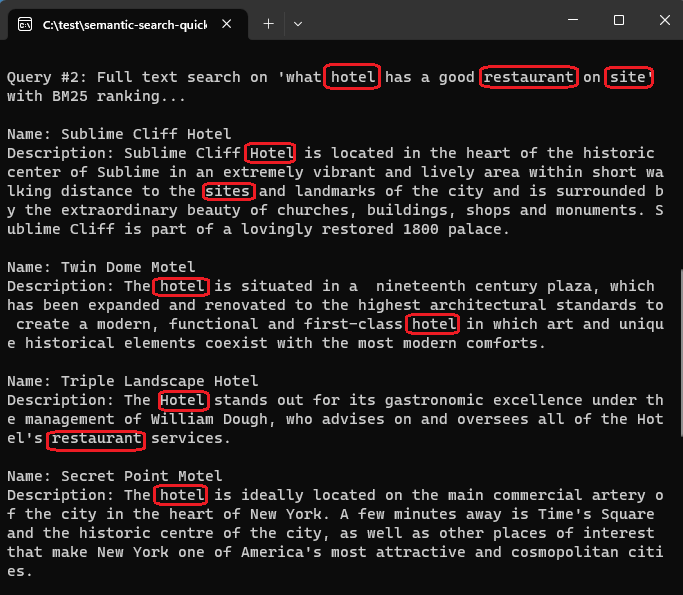 C:\test\semantic-search-quick
Query #2: Full text search on 'what hotel has a good restaurant on site'
with BM25 ranking...
Name: Sublime Cliff Hotel
Description: Sublime Cliff Hotel is located in the heart of the historic
center of Sublime in an extremely vibrant and lively area within short wa
lking distance to the sites and landmarks of the city and is surrounded b
y the extraordinary beauty of churches, buildings, shops and monuments. S
ublime Cliff is part of a lovingly restored 1800 palace.
Name: Twin Dome Motel
Description: The hotel is situated in a  nineteenth century plaza, which
has been expanded and renovated to the highest architectural standards to
 create a modern, functional and first-class hotel in which art and uniqu
e historical elements coexist with the most modern comforts.
Name: Triple Landscape Hotel
Description: The Hotel stands out for its gastronomic excellence under th
e management of William Dough, who advises on and oversees all of the Hot
el's restaurant services.
Name: Secret Point Motel
Description: The hotel is ideally located on the main commercial artery o
f the city in the heart of New York. A few minutes away is Time's Square
and the historic centre of the city, as well as other places of interest
that make New York one of America's most attractive and cosmopolitan citi
es.